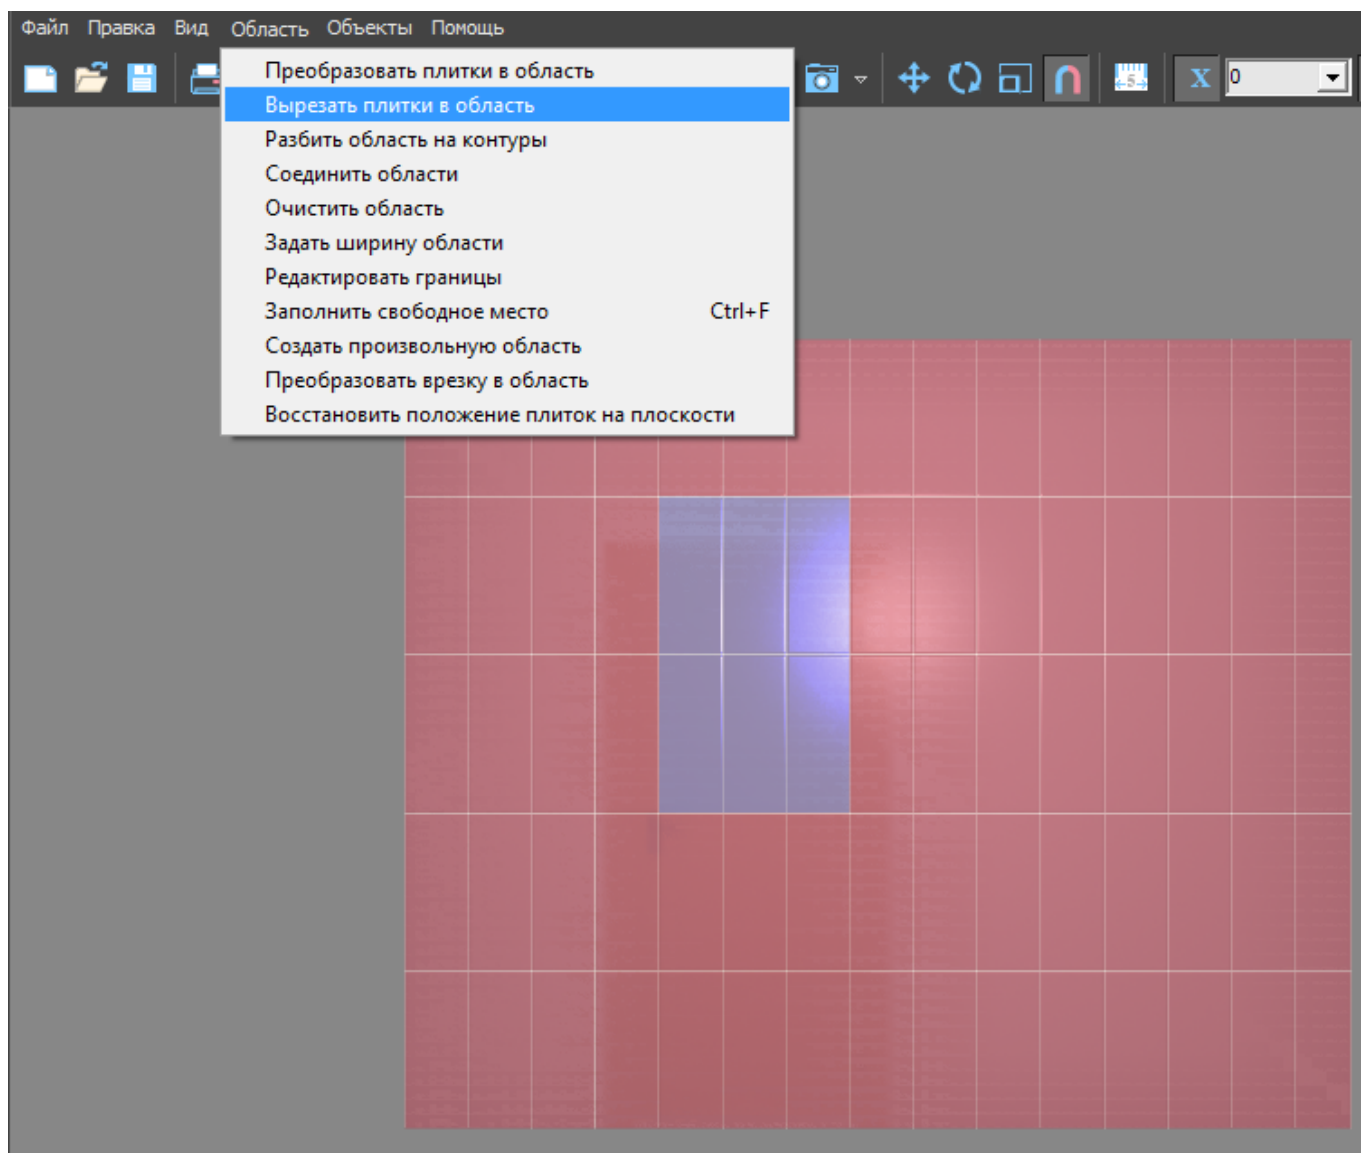 Файл Правка Вид Область Объекты Помощь
5 X 0
Преобразовать плитки в область
Вырезать плитки в область
Разбить область на контуры
Соединить области
Очистить область
Задать ширину области
Редактировать границы
Заполнить свободное место Ctrl+F
Создать произвольную область
Преобразовать врезку в область
Восстановить положение плиток на плоскости